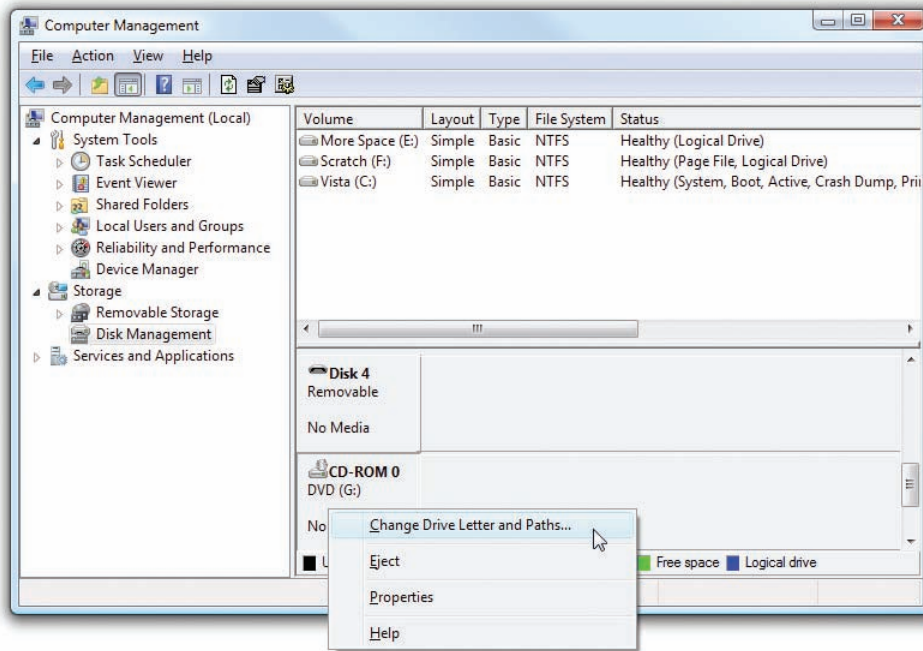 Computer Management
File Action View Help
Computer Management (Local)
System Tools
Task Scheduler
Event Viewer
Shared Folders
Local Users and Groups
Reliability and Performance
Device Manager
Storage
Removable Storage
Disk Management
Services and Applications
Volume Layout Type File System Status
More Space (E:) Simple Basic NTFS Healthy (Logical Drive)
Scratch (F:) Simple Basic NTFS Healthy (Page File, Logical Drive)
Vista (C:) Simple Basic NTFS Healthy (System, Boot, Active, Crash Dump, Pri
Disk 4
Removable
No Media
CD-ROM 0
DVD (G:)
No
Change Drive Letter and Paths...
Eject
Properties
Help
Free space Logical drive